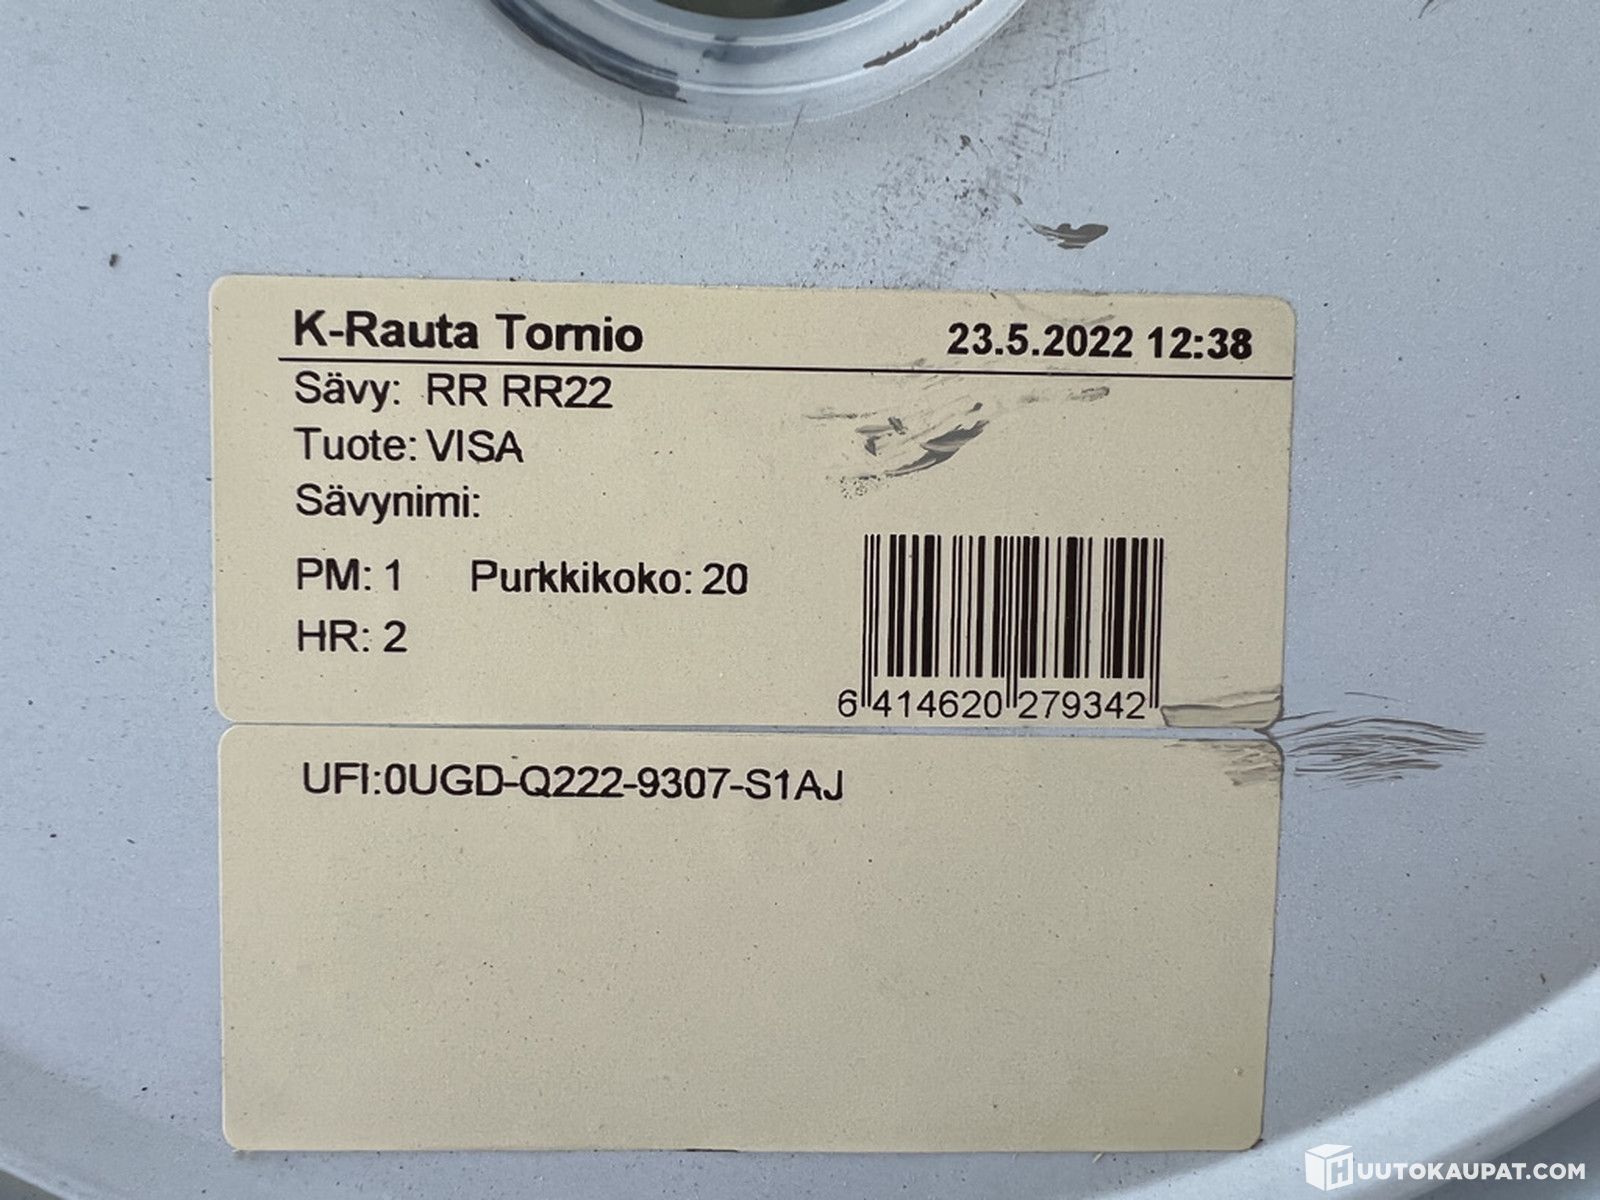 K-Rauta Tornio 23.5.2022 12:38
Sävy: RR RR22
Tuote: VISA
Sävynimi:
PM: 1 Purkkikoko: 20
HR: 2
6 414620 279342
UFI:0UGD-Q222-9307-S1AJ
HUUTOKAUPAT.COM